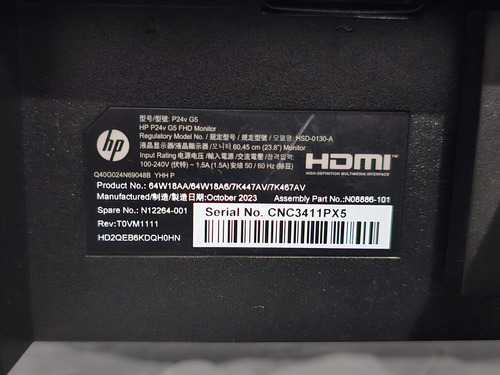 型号/型號: P24v G5
HP P24v G5 FHD Monitor
Regulatory Model No. / 规定型号 / 規定型號 / 모델명: HSD-0130-A
液晶显示器/液晶顯示器/모니터 60.45 cm (23.8") Monitor
Input Rating 电源电压/輸入電源/交流電壓/정격입력:
100-240V (伏特) ~ 1.5A (1.5A) 安培 50 / 60 Hz (赫兹)
hp
HDMI™
HIGH-DEFINITION MULTIMEDIA INTERFACE
Q40G024N69048B YHH P
Product No.: 64W18AA/64W18A6/7K447AV/7K467AV
Manufactured/制造/製造日期:October 2023 Assembly Part No.:N08886-101
Spare No.: N12264-001
Serial No. CNC3411PX5
Rev:T0VM1111
HD2QEB6KDQH0HN